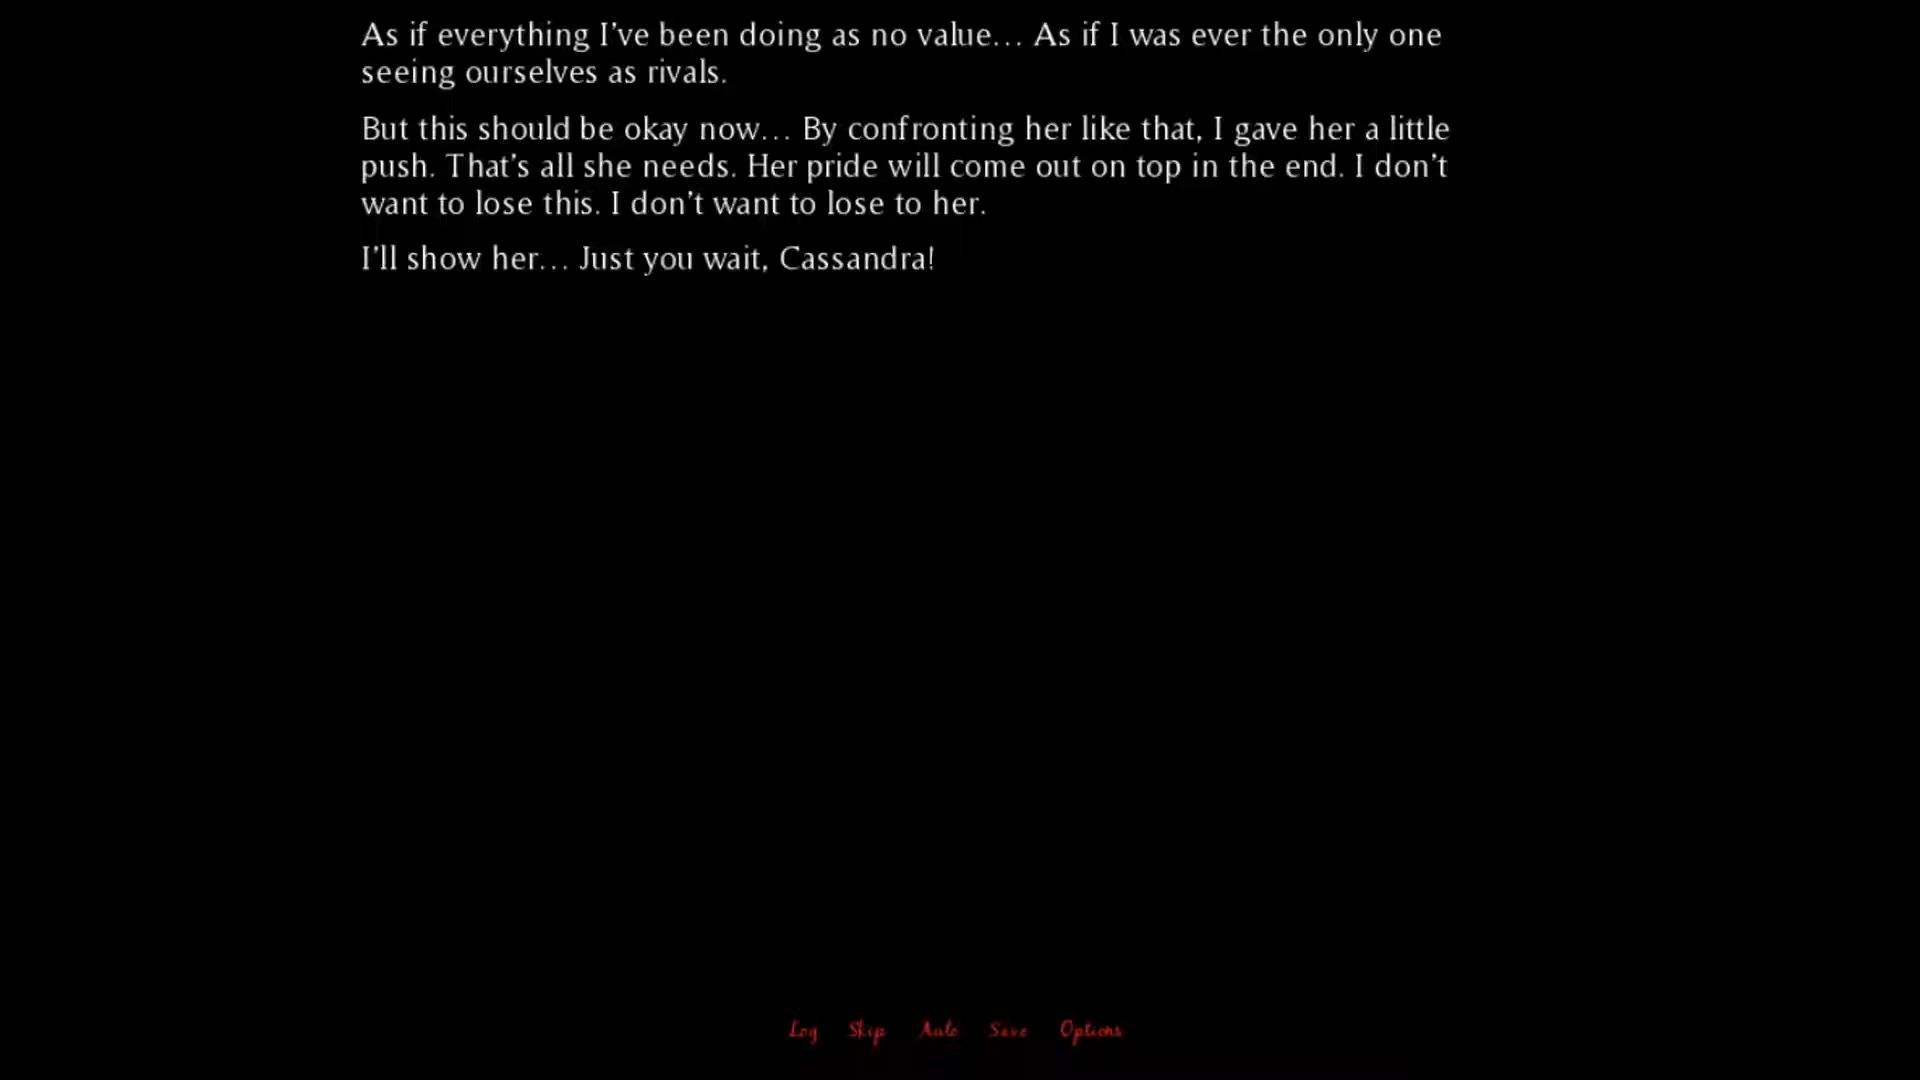 As if everything I've been doing as no value... As if I was ever the only one
seeing ourselves as rivals.
But this should be okay now... By confronting her like that, I gave her a little
push. That's all she needs. Her pride will come out on top in the end. I don't
want to lose this. I don't want to lose to her.
I'll show her... Just you wait, Cassandra!
Log Skip Auto Save Options